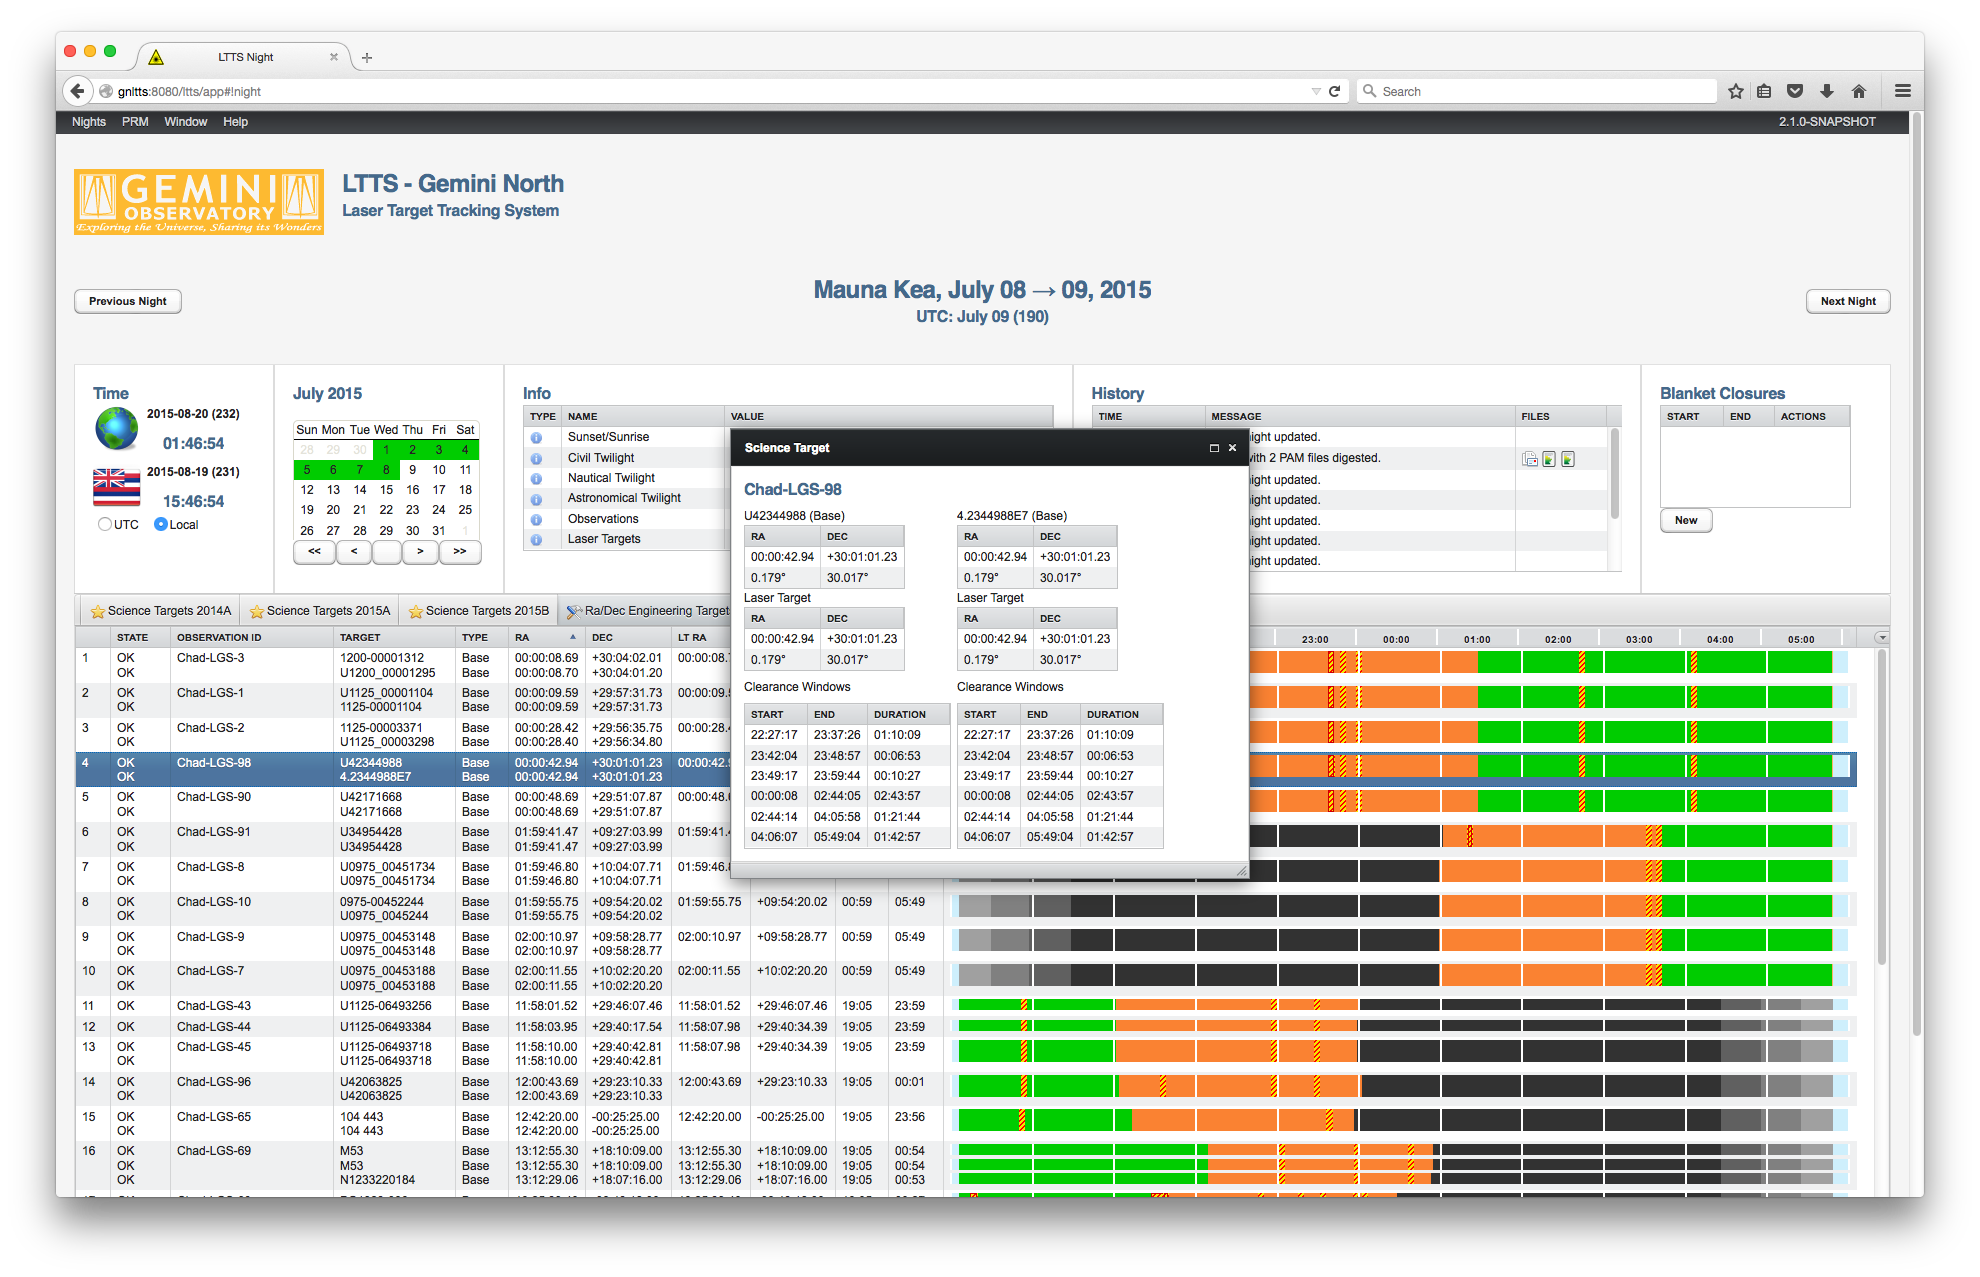 LTTS Night
gnltts:8080/ltts/app#!night
Search
Nights PRM Window Help
2.1.0-SNAPSHOT
GEMINI
OBSERVATORY
Exploring the Universe, Sharing its Wonders
LTTS - Gemini North
Laser Target Tracking System
Previous Night
Mauna Kea, July 08 → 09, 2015
UTC: July 09 (190)
Next Night
Time
2015-08-20 (232)
01:46:54
2015-08-19 (231)
15:46:54
UTC Local
July 2015
Sun Mon Tue Wed Thu Fri Sat
28 29 30 1 2 3 4
5 6 7 8 9 10 11
12 13 14 15 16 17 18
19 20 21 22 23 24 25
26 27 28 29 30 31 1
<< < > >>
Info
TYPE NAME VALUE
Sunset/Sunrise
Civil Twilight
Nautical Twilight
Astronomical Twilight
Observations
Laser Targets
History
TIME MESSAGE FILES
ight updated.
ith 2 PAM files digested.
ight updated.
ight updated.
ight updated.
ight updated.
ight updated.
Blanket Closures
START END ACTIONS
New
Science Target
Chad-LGS-98
U42344988 (Base) 4.2344988E7 (Base)
RA DEC RA DEC
00:00:42.94 +30:01:01.23 00:00:42.94 +30:01:01.23
0.179° 30.017° 0.179° 30.017°
Laser Target Laser Target
RA DEC RA DEC
00:00:42.94 +30:01:01.23 00:00:42.94 +30:01:01.23
0.179° 30.017° 0.179° 30.017°
Clearance Windows Clearance Windows
START END DURATION START END DURATION
22:27:17 23:37:26 01:10:09 22:27:17 23:37:26 01:10:09
23:42:04 23:48:57 00:06:53 23:42:04 23:48:57 00:06:53
23:49:17 23:59:44 00:10:27 23:49:17 23:59:44 00:10:27
00:00:08 02:44:05 02:43:57 00:00:08 02:44:05 02:43:57
02:44:14 04:05:58 01:21:44 02:44:14 04:05:58 01:21:44
04:06:07 05:49:04 01:42:57 04:06:07 05:49:04 01:42:57
Science Targets 2014A Science Targets 2015A Science Targets 2015B Ra/Dec Engineering Target
STATE OBSERVATION ID TARGET TYPE RA DEC LT RA 23:00 00:00 01:00 02:00 03:00 04:00 05:00
1 OK Chad-LGS-3 1200-00001312 Base 00:00:08.69 +30:04:02.01 00:00:08.
OK U1200_00001295 Base 00:00:08.70 +30:04:01.20
2 OK Chad-LGS-1 U1125_00001104 Base 00:00:09.59 +29:57:31.73 00:00:09.5
OK 1125-00001104 Base 00:00:09.59 +29:57:31.73
3 OK Chad-LGS-2 1125-00003371 Base 00:00:28.42 +29:56:35.75 00:00:28.4
OK U1125_00003298 Base 00:00:28.40 +29:56:34.80
4 OK Chad-LGS-98 U42344988 Base 00:00:42.94 +30:01:01.23 00:00:42.9
OK 4.2344988E7 Base 00:00:42.94 +30:01:01.23
5 OK Chad-LGS-90 U42171668 Base 00:00:48.69 +29:51:07.87 00:00:48.6
OK U42171668 Base 00:00:48.69 +29:51:07.87
6 OK Chad-LGS-91 U34954428 Base 01:59:41.47 +09:27:03.99 01:59:41.4
OK U34954428 Base 01:59:41.47 +09:27:03.99
7 OK Chad-LGS-8 U0975_00451734 Base 01:59:46.80 +10:04:07.71 01:59:46.8
OK U0975_00451734 Base 01:59:46.80 +10:04:07.71
8 OK Chad-LGS-10 0975-00452244 Base 01:59:55.75 +09:54:20.02 01:59:55.75 +09:54:20.02 00:59 05:49
OK U0975_0045244 Base 01:59:55.75 +09:54:20.02
9 OK Chad-LGS-9 U0975_00453148 Base 02:00:10.97 +09:58:28.77 02:00:10.97 +09:58:28.77 00:59 05:49
OK U0975_00453148 Base 02:00:10.97 +09:58:28.77
10 OK Chad-LGS-7 U0975_00453188 Base 02:00:11.55 +10:02:20.20 02:00:11.55 +10:02:20.20 00:59 05:49
OK U0975_00453188 Base 02:00:11.55 +10:02:20.20
11 OK Chad-LGS-43 U1125-06493256 Base 11:58:01.52 +29:46:07.46 11:58:01.52 +29:46:07.46 19:05 23:59
12 OK Chad-LGS-44 U1125-06493384 Base 11:58:03.95 +29:40:17.54 11:58:07.98 +29:40:34.39 19:05 23:59
13 OK Chad-LGS-45 U1125-06493718 Base 11:58:10.00 +29:40:42.81 11:58:07.98 +29:40:34.39 19:05 23:59
OK U1125-06493718 Base 11:58:10.00 +29:40:42.81
14 OK Chad-LGS-96 U42063825 Base 12:00:43.69 +29:23:10.33 12:00:43.69 +29:23:10.33 19:05 00:01
OK U42063825 Base 12:00:43.69 +29:23:10.33
15 OK Chad-LGS-65 104 443 Base 12:42:20.00 -00:25:25.00 12:42:20.00 -00:25:25.00 19:05 23:56
OK 104 443 Base 12:42:20.00 -00:25:25.00
16 OK Chad-LGS-69 M53 Base 13:12:55.30 +18:10:09.00 13:12:55.30 +18:10:09.00 19:05 00:54
OK M53 Base 13:12:55.30 +18:10:09.00 13:12:55.30 +18:10:09.00 19:05 00:54
OK N1233220184 Base 13:12:29.06 +18:07:16.00 13:12:29.06 +18:07:16.00 19:05 00:53